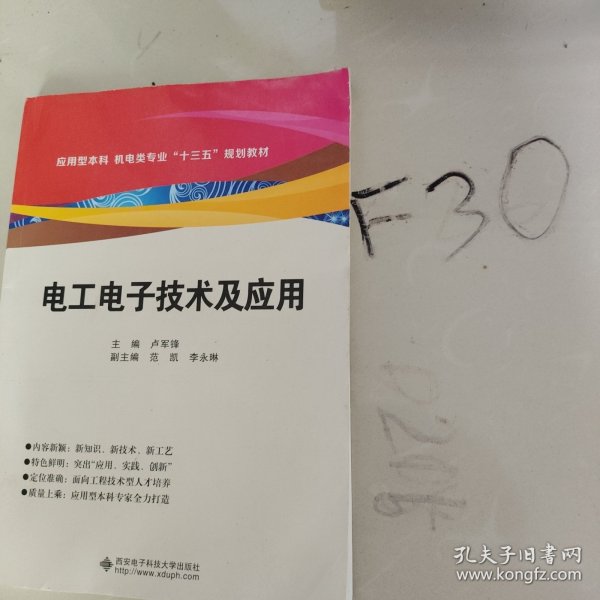 应用型本科 机电类专业“十三五”规划教材
电工电子技术及应用
主 编 卢军锋
副主编 范 凯 李永琳
●内容新颖：新知识、新技术、新工艺
●特色鲜明：突出“应用、实践、创新”
●定位准确：面向工程技术型人才培养
●质量上乘：应用型本科专家全力打造
西安电子科技大学出版社
http://www.xduph.com
F30
孔夫子旧书网
www.kongfz.com